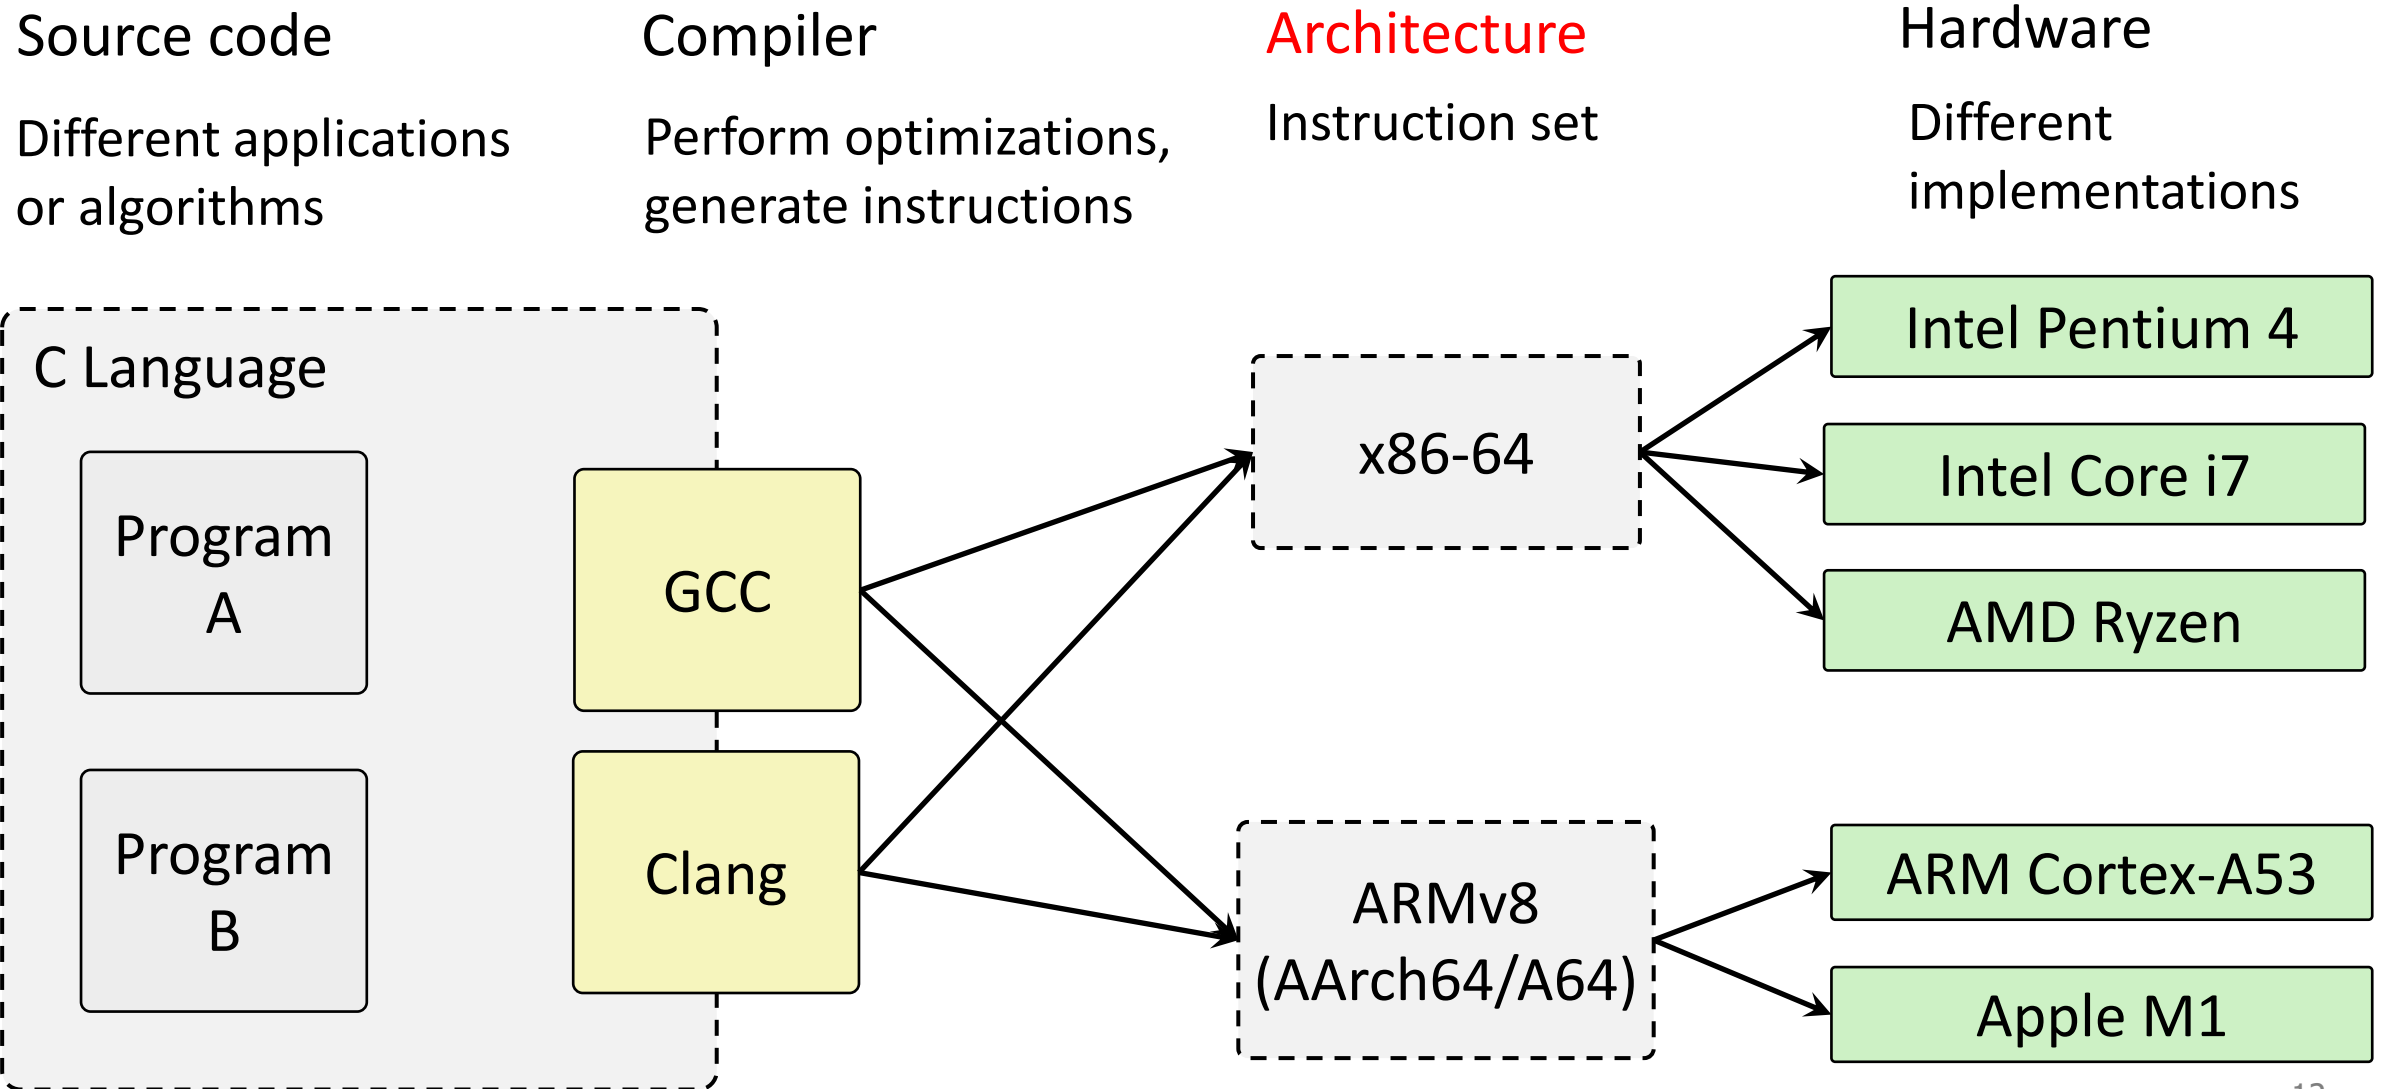 Source code
Different applications
or algorithms
Compiler
Perform optimizations,
generate instructions
Architecture
Instruction set
Hardware
Different
implementations
C Language
Program
A
Program
B
GCC
Clang
x86-64
ARMv8
(AArch64/A64)
Intel Pentium 4
Intel Core i7
AMD Ryzen
ARM Cortex-A53
Apple M1